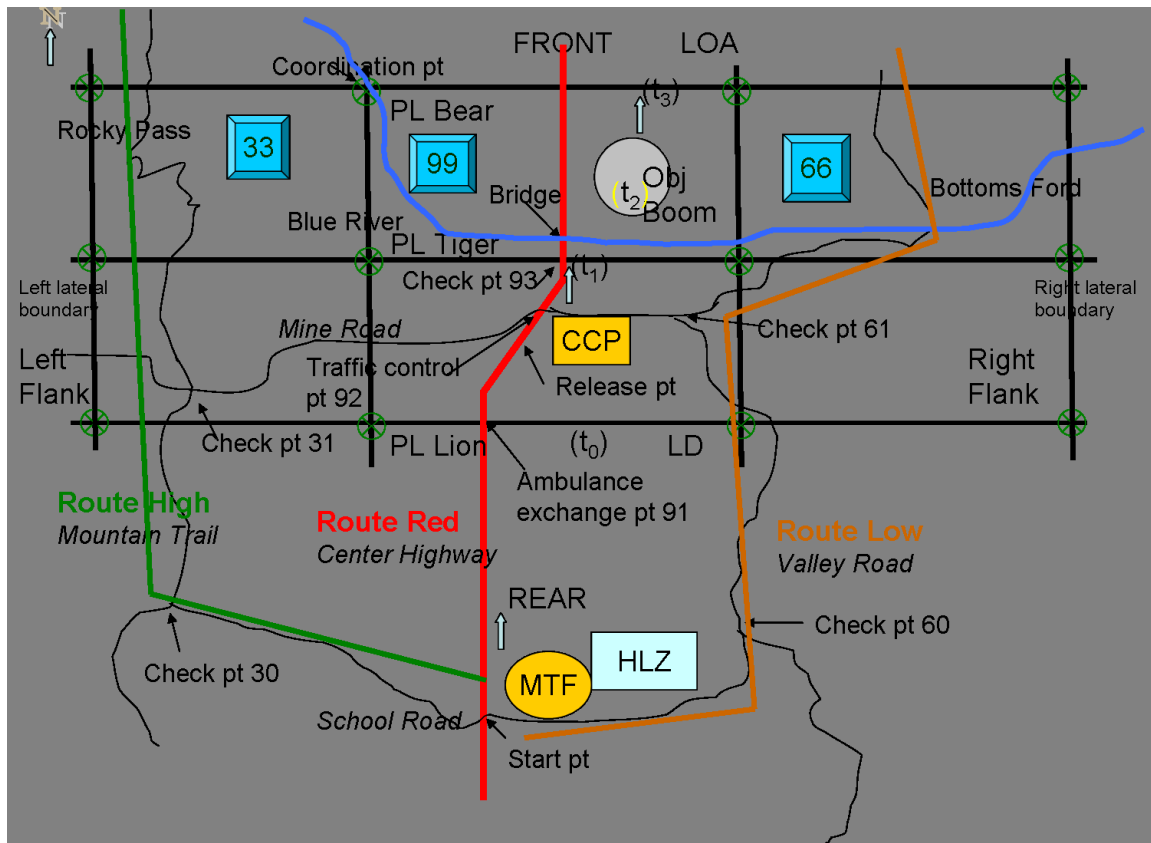 N
FRONT
LOA
Coordination pt
(t3)
PL Bear
Rocky Pass
33
99
66
Obj
(t2)
Boom
Bridge
Bottoms Ford
Blue River
PL Tiger
Check pt 93
(t1)
Left lateral
boundary
Right lateral
boundary
Mine Road
Check pt 61
CCP
Left
Flank
Traffic control
pt 92
Release pt
Right
Flank
Check pt 31
PL Lion
(t0)
LD
Ambulance
exchange pt 91
Route High
Mountain Trail
Route Red
Center Highway
Route Low
Valley Road
REAR
Check pt 60
Check pt 30
HLZ
MTF
School Road
Start pt